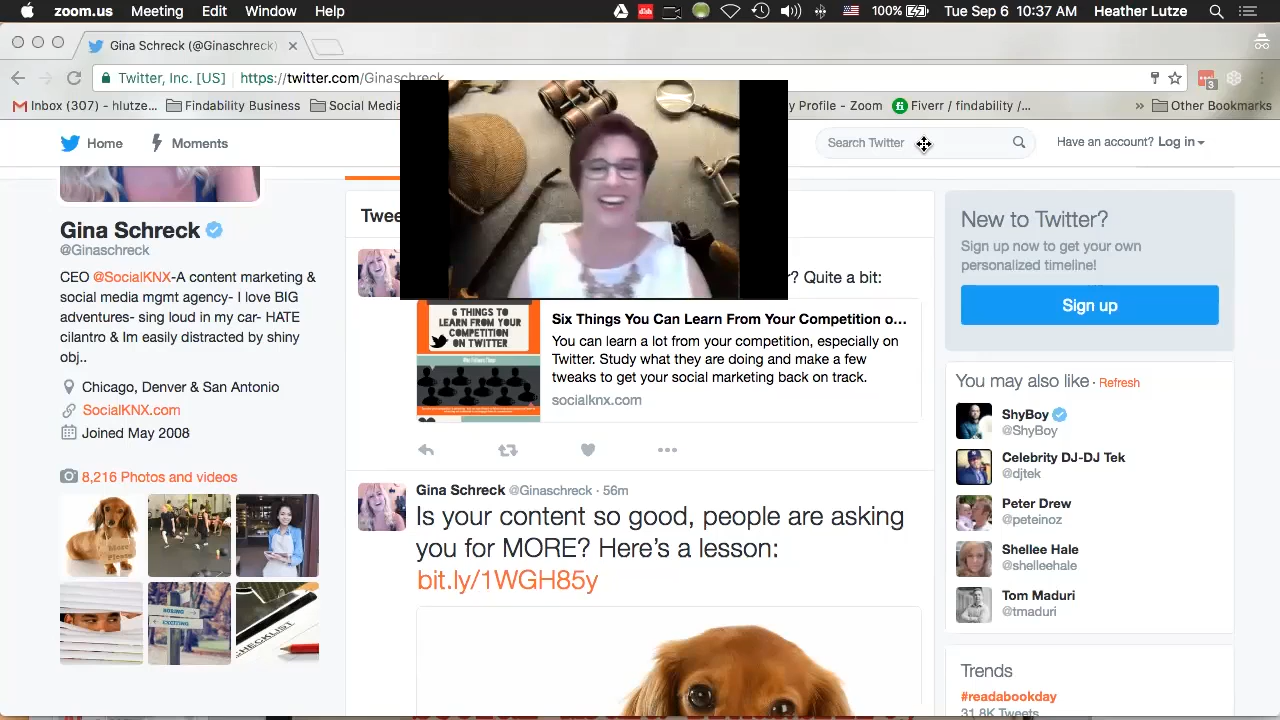 zoom.us Meeting Edit Window Help 100% Tue Sep 6 10:37 AM Heather Lutze
Gina Schreck (@Ginaschreck)
Twitter, Inc. [US] https://twitter.com/Ginaschreck
Inbox (307) - hlutze... Findability Business Social Media y Profile - Zoom Fiverr / findability /... » Other Bookmarks
3
Home Moments
Search Twitter
Have an account? Log in
Gina Schreck
@Ginaschreck
CEO @SocialKNX-A content marketing &
social media mgmt agency- I love BIG
adventures- sing loud in my car- HATE
cilantro & Im easily distracted by shiny
obj..
Chicago, Denver & San Antonio
SocialKNX.com
Joined May 2008
8,216 Photos and videos
BORING
EXCITING
CHECKLIST
Twee
r? Quite a bit:
6 THINGS TO
LEARN FROM YOUR
COMPETITION
ON TWITTER
Six Things You Can Learn From Your Competition o...
You can learn a lot from your competition, especially on
Twitter. Study what they are doing and make a few
tweaks to get your social marketing back on track.
socialknx.com
Gina Schreck @Ginaschreck · 56m
Is your content so good, people are asking
you for MORE? Here's a lesson:
bit.ly/1WGH85y
New to Twitter?
Sign up now to get your own
personalized timeline!
Sign up
You may also like · Refresh
ShyBoy
@ShyBoy
Celebrity DJ-DJ Tek
@djtek
Peter Drew
@peteinoz
Shellee Hale
@shelleehale
Tom Maduri
@tmaduri
Trends
#readabookday
31.8K Tweets